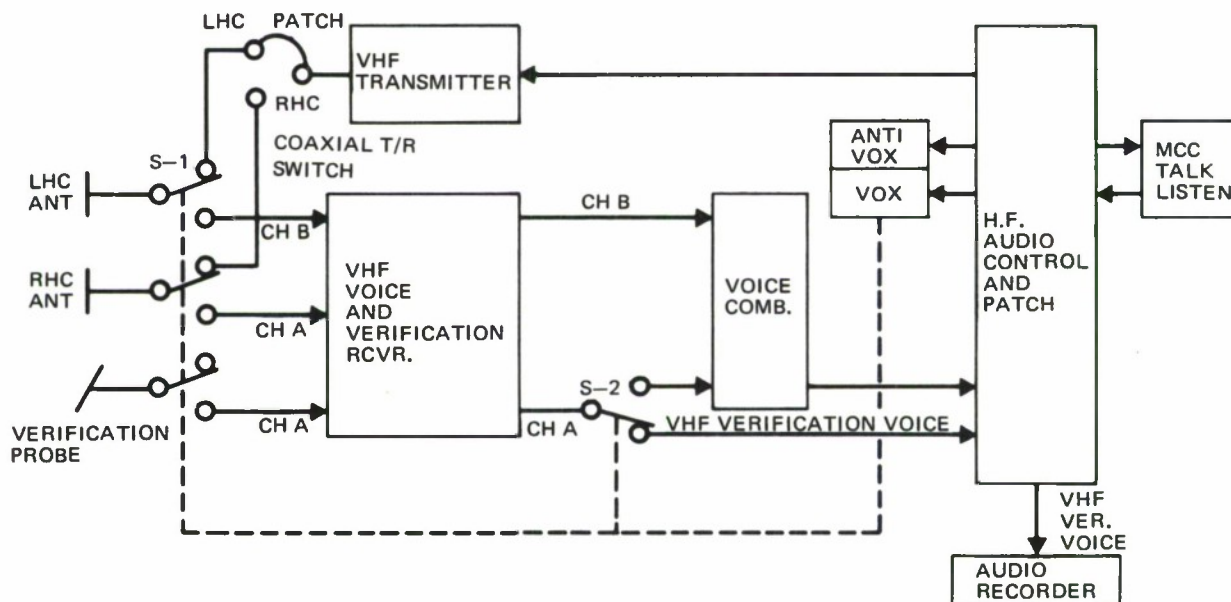 LHC PATCH
VHF
TRANSMITTER
RHC
COAXIAL T/R
SWITCH
S-1
LHC
ANT
CH B
RHC
ANT
CH A
VERIFICATION
PROBE
CH A
VHF
VOICE
AND
VERIFICATION
RCVR.
CH B
CH A
S-2
VOICE
COMB.
VHF VERIFICATION VOICE
ANTI
VOX
VOX
H.F.
AUDIO
CONTROL
AND
PATCH
MCC
TALK
LISTEN
VHF
VER.
VOICE
AUDIO
RECORDER